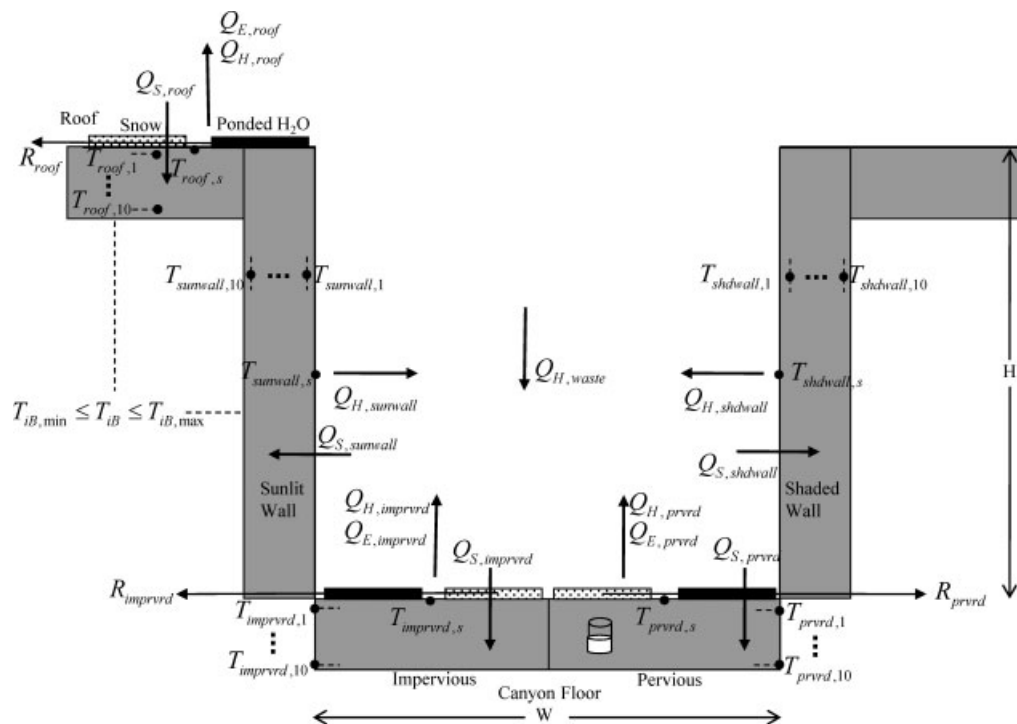 Q_{E,roof}
Q_{H,roof}
Q_{S,roof}
Roof Snow Ponded H₂O
R_{roof} T_{roof,1} T_{roof,s}
T_{roof,10}
T_{sunwall,10} T_{sunwall,1} T_{shdwall,1} T_{shdwall,10}
T_{sunwall,s} Q_{H,waste} T_{shdwall,s} H
Q_{H,sunwall} Q_{H,shdwall}
T_{iB,min} ≤ T_{iB} ≤ T_{iB,max}
Q_{S,sunwall} Q_{S,shdwall}
Sunlit Wall Shaded Wall
Q_{H,imprvrd} Q_{H,prvrd}
Q_{E,imprvrd} Q_{S,imprvrd} Q_{E,prvrd} Q_{S,prvrd}
R_{imprvrd} R_{prvrd}
T_{imprvrd,1} T_{imprvrd,s} T_{prvrd,s} T_{prvrd,1}
T_{imprvrd,10} T_{prvrd,10}
Impervious Pervious
Canyon Floor
W